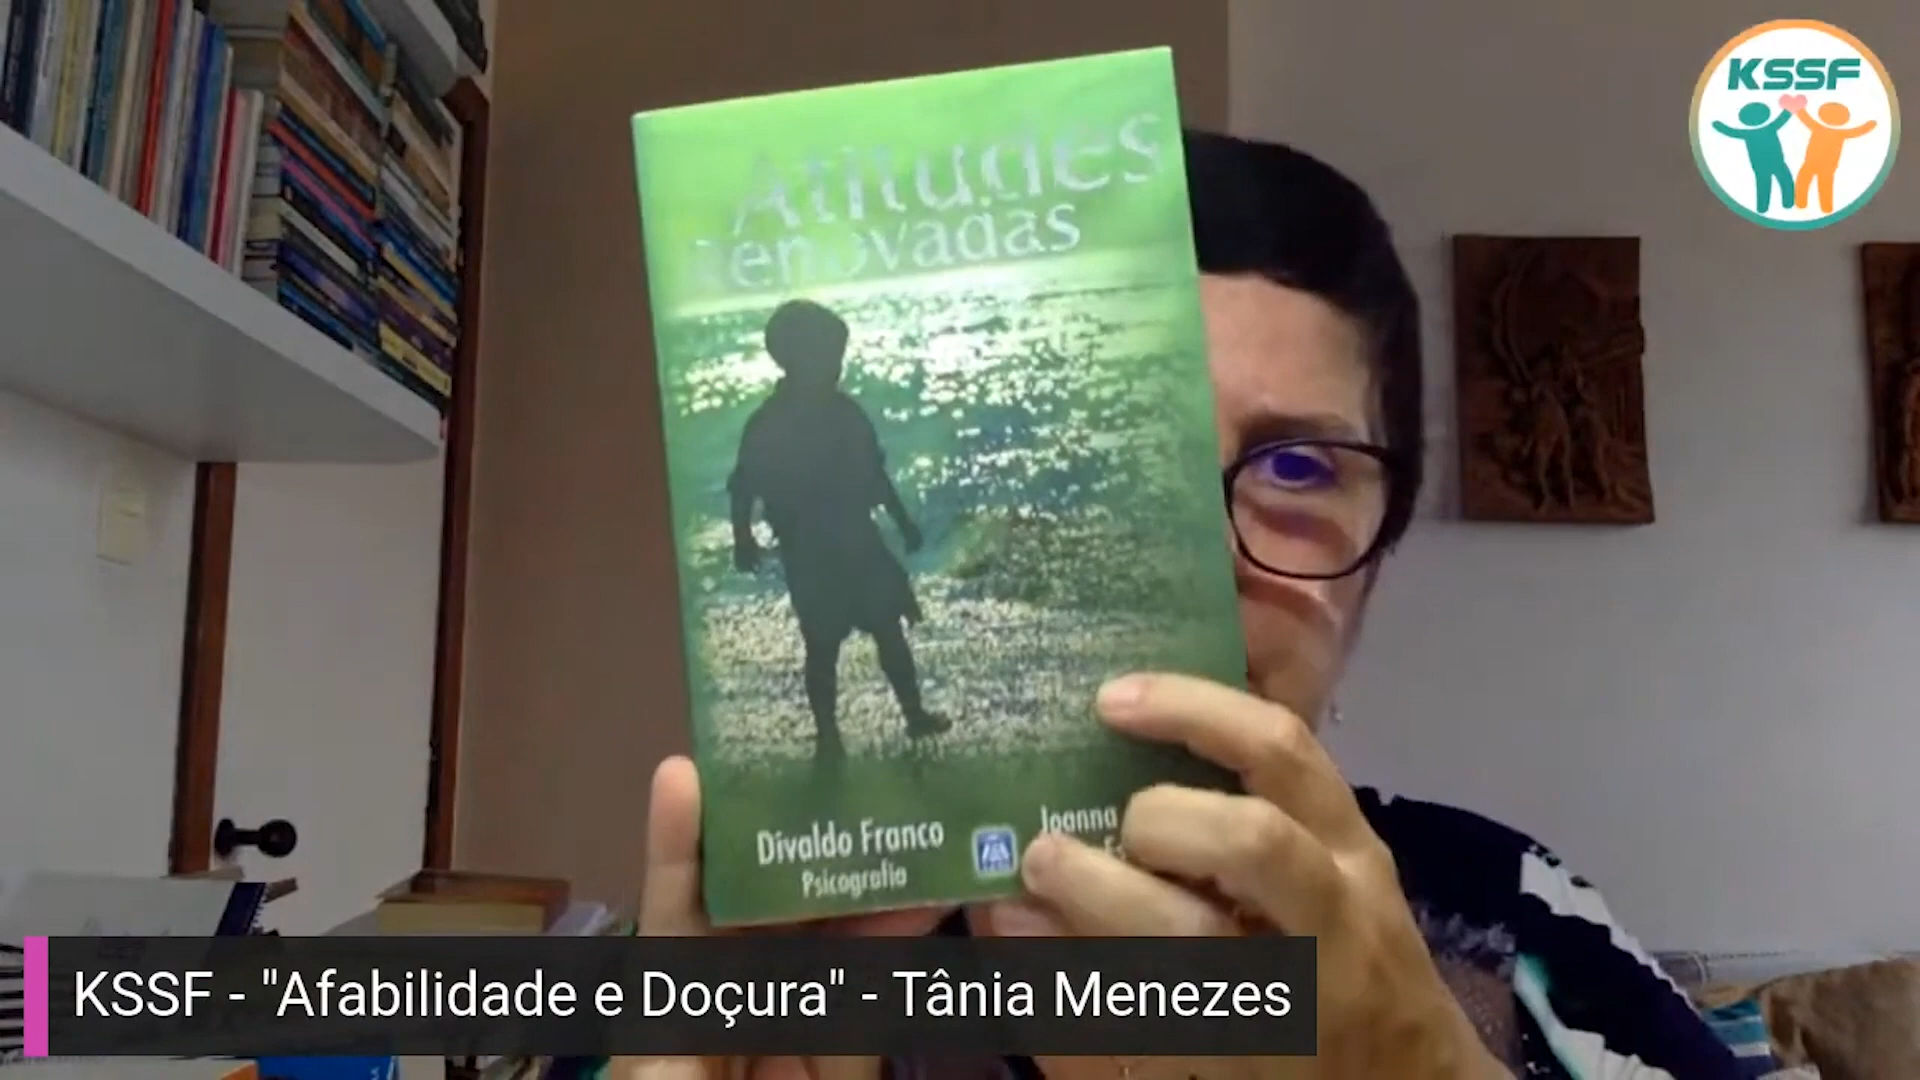 KSSF
Atitudes
Renovadas
Divaldo Franco
Psicografia
Joanna
KSSF - "Afabilidade e Doçura" - Tânia Menezes